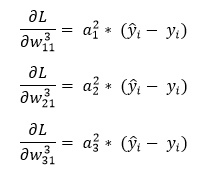 ∂L/∂w³₁₁ = a²₁ * (ŷᵢ − yᵢ)
∂L/∂w³₂₁ = a²₂ * (ŷᵢ − yᵢ)
∂L/∂w³₃₁ = a²₃ * (ŷᵢ − yᵢ)